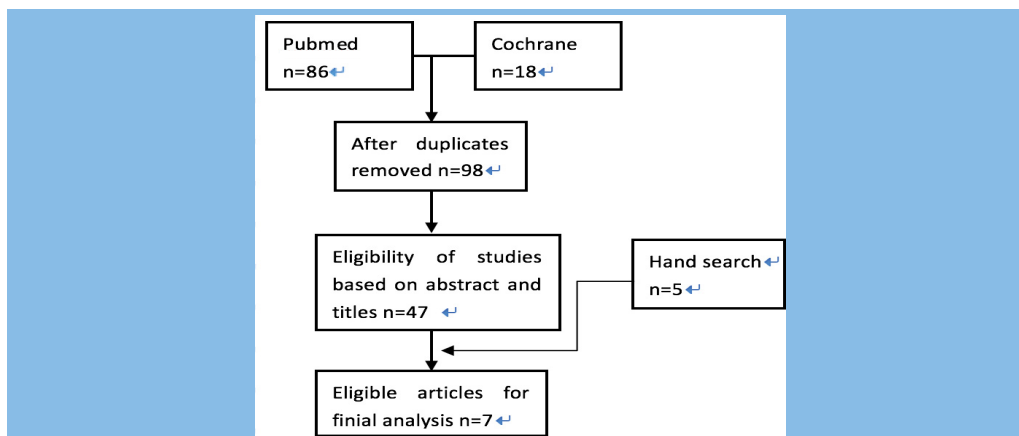 Pubmed
n=86↵
Cochrane
n=18↵
After duplicates
removed n=98↵
Eligibility of studies
based on abstract and
titles n=47 ↵
Hand search↵
n=5↵
Eligible articles for
finial analysis n=7↵